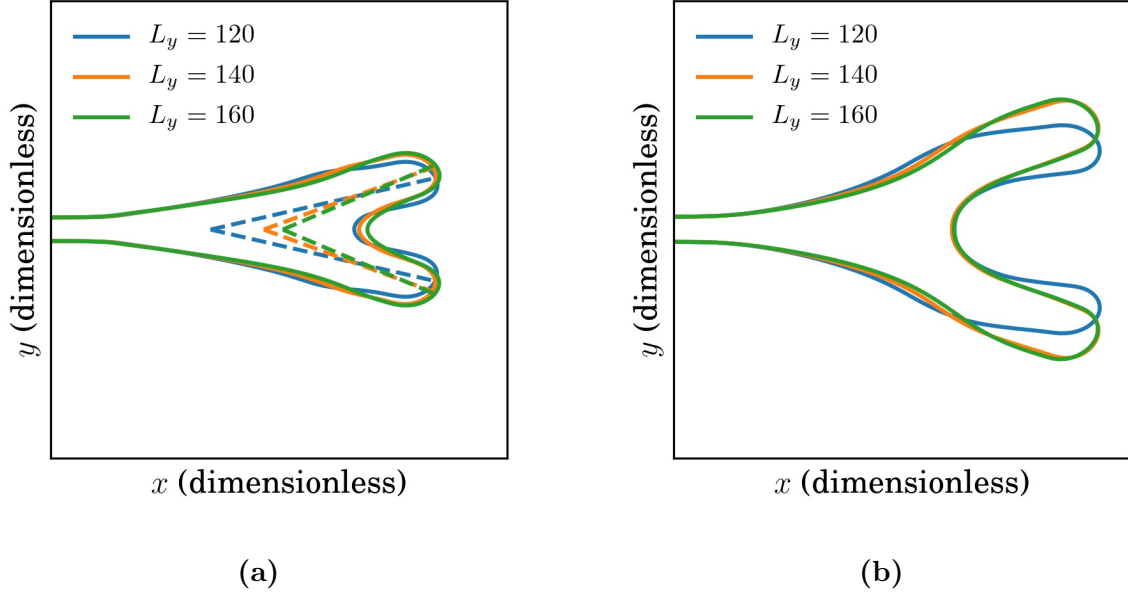 L_y = 120
L_y = 140
L_y = 160
y (dimensionless)
x (dimensionless)
(a)
L_y = 120
L_y = 140
L_y = 160
y (dimensionless)
x (dimensionless)
(b)